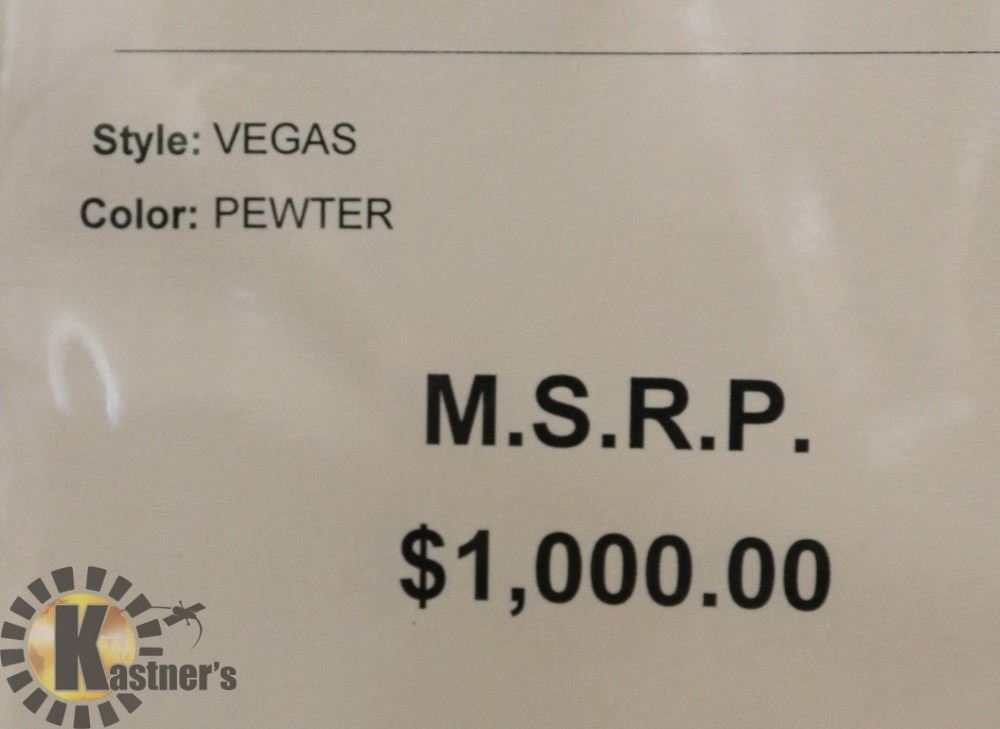 Style: VEGAS
Color: PEWTER
M.S.R.P.
$1,000.00
Kastner's